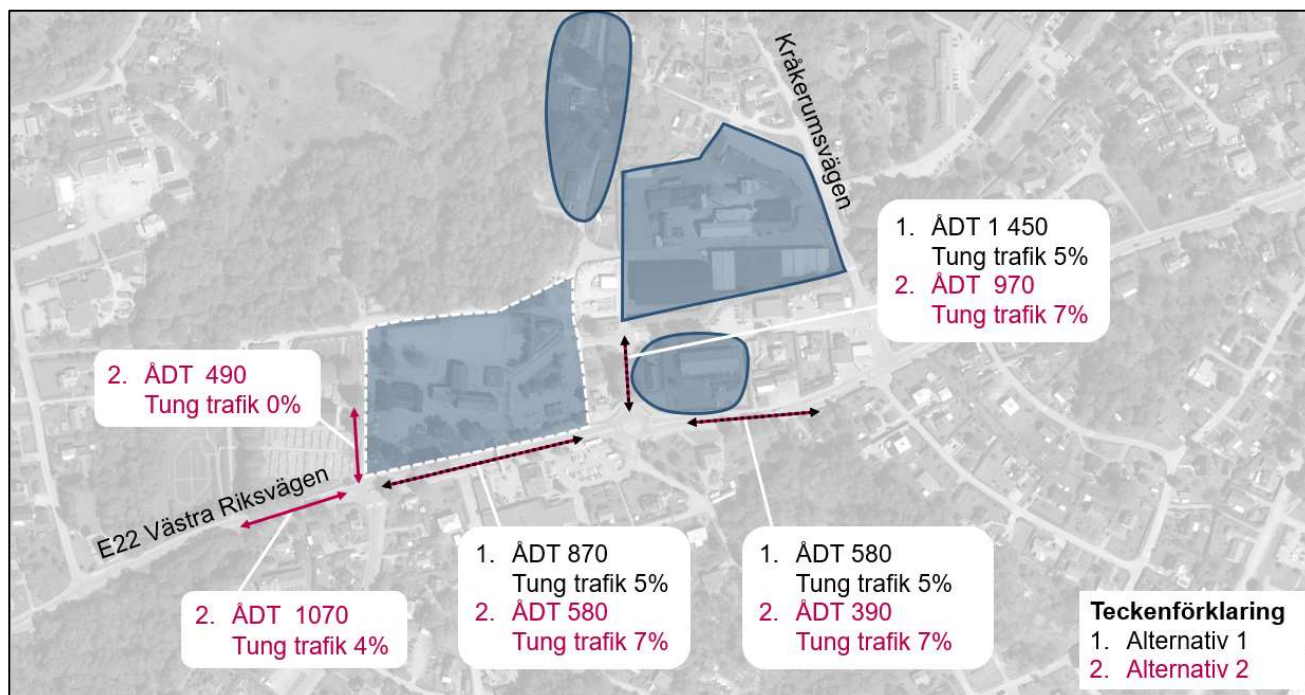 Kråkerumsvägen
1. ÅDT 1 450
Tung trafik 5%
2. ÅDT 970
Tung trafik 7%
2. ÅDT 490
Tung trafik 0%
E22 Västra Riksvägen
2. ÅDT 1070
Tung trafik 4%
1. ÅDT 870
Tung trafik 5%
2. ÅDT 580
Tung trafik 7%
1. ÅDT 580
Tung trafik 5%
2. ÅDT 390
Tung trafik 7%
Teckenförklaring
1. Alternativ 1
2. Alternativ 2